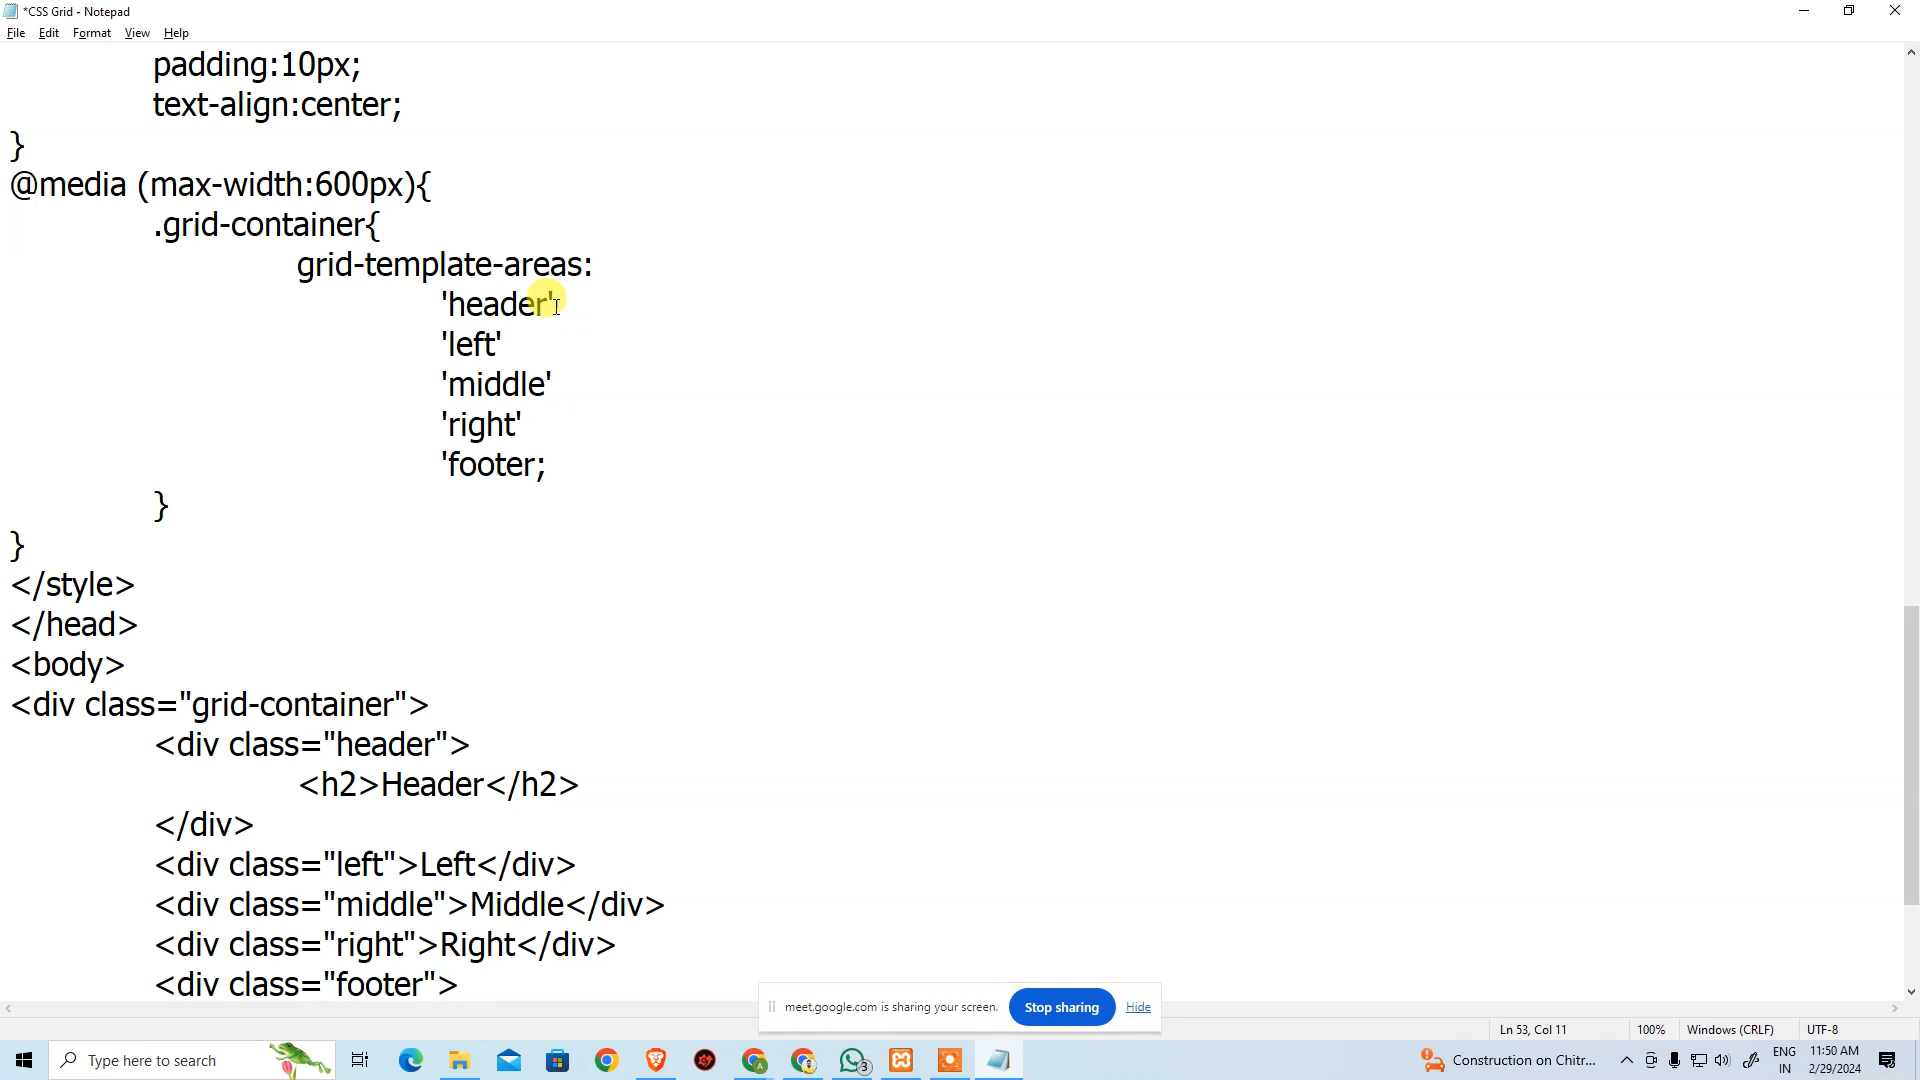 *CSS Grid - Notepad
File Edit Format View Help
padding:10px;
text-align:center;
}
@media (max-width:600px){
.grid-container{
grid-template-areas:
'header'
'left'
'middle'
'right'
'footer;
}
}
</style>
</head>
<body>
<div class="grid-container">
<div class="header">
<h2>Header</h2>
</div>
<div class="left">Left</div>
<div class="middle">Middle</div>
<div class="right">Right</div>
<div class="footer">
meet.google.com is sharing your screen. Stop sharing Hide
Ln 53, Col 11 100% Windows (CRLF) UTF-8
Type here to search A 3 Construction on Chitr... ENG IN 11:50 AM 2/29/2024